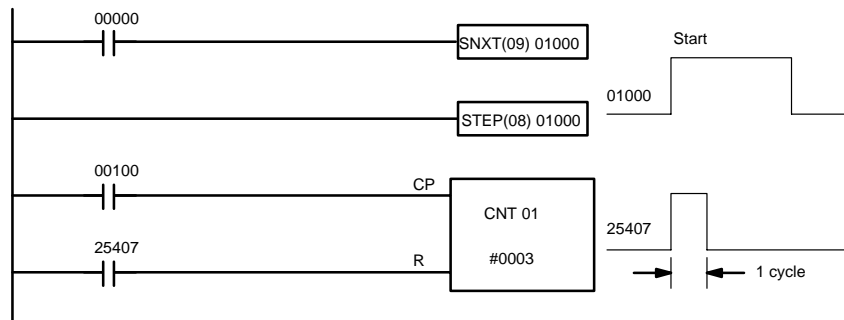 00000
SNXT(09) 01000
Start
01000
STEP(08) 01000
00100
CP
CNT 01
25407
25407
R
#0003
1 cycle